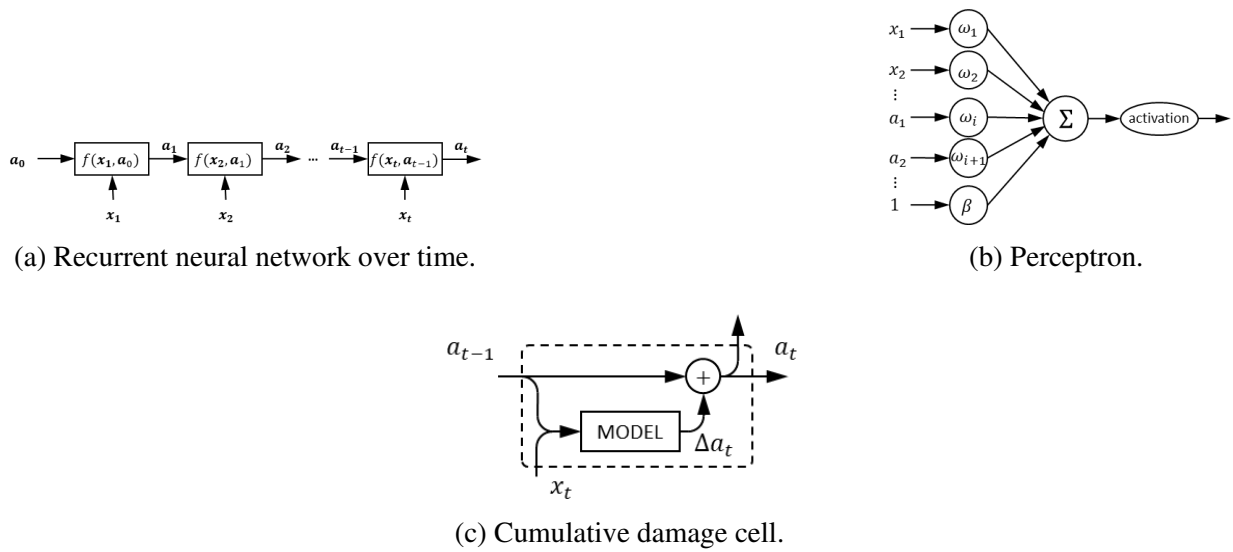 a₀ f(x₁,a₀) a₁ f(x₂,a₁) a₂ ... aₜ₋₁ f(xₜ,aₜ₋₁) aₜ
x₁ x₂ xₜ
(a) Recurrent neural network over time.
x₁ ω₁
x₂ ω₂
⋮
a₁ ωᵢ Σ activation
a₂ ωᵢ₊₁
⋮
1 β
(b) Perceptron.
aₜ₋₁ + aₜ
MODEL Δaₜ
xₜ
(c) Cumulative damage cell.